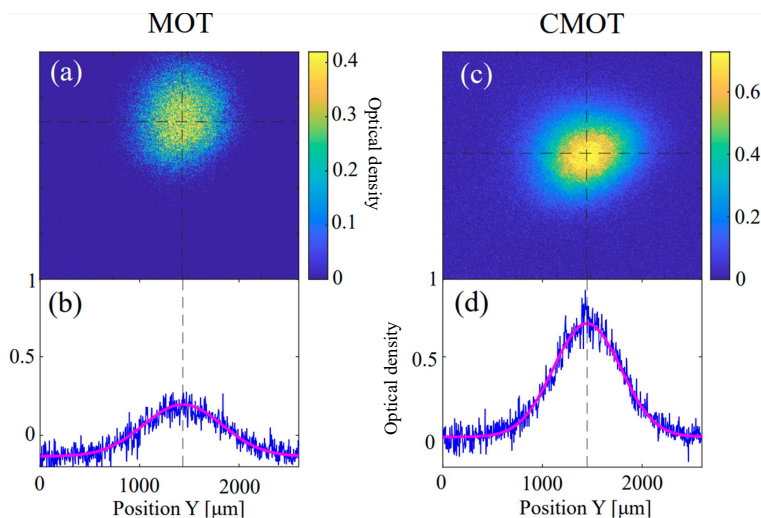 MOT
CMOT
(a)
0.4
0.3
0.2
0.1
0
Optical density
(c)
0.6
0.4
0.2
0
1
(b)
0.5
0
0
1000
2000
Position Y [µm]
1
(d)
0.5
0
Optical density
0
1000
2000
Position Y [µm]